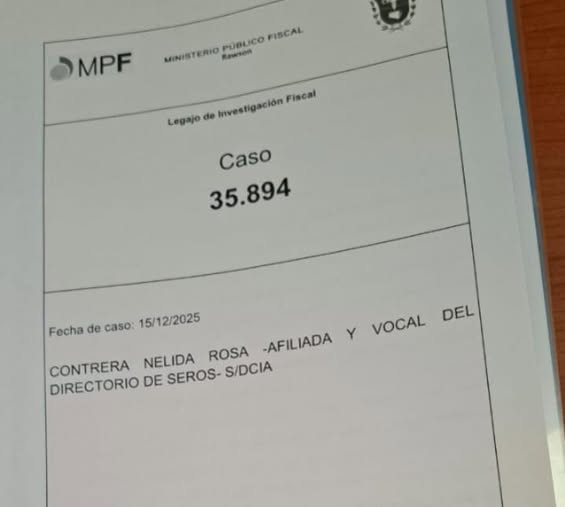 MPF
MINISTERIO PÚBLICO FISCAL
Rawson
Legajo de Investigación Fiscal
Caso
35.894
Fecha de caso: 15/12/2025
CONTRERA NELIDA ROSA -AFILIADA Y VOCAL DEL
DIRECTORIO DE SEROS- S/DCIA